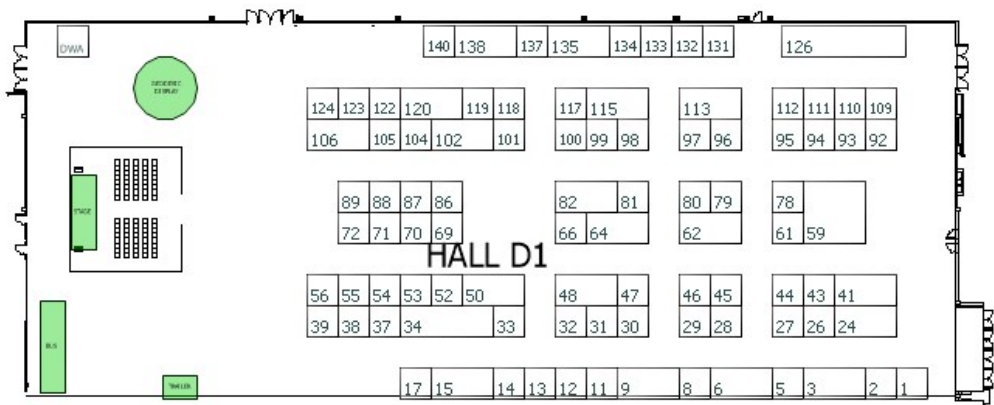 140 138 137 135 134 133 132 131 126
DWA
GEODETIC
DISPLAY
124 123 122 120 119 118 117 115 113 112 111 110 109
106 105 104 102 101 100 99 98 97 96 95 94 93 92
89 88 87 86 82 81 80 79 78
STAGE
72 71 70 69 66 64 62 61 59
HALL D1
56 55 54 53 52 50 48 47 46 45 44 43 41
39 38 37 34 33 32 31 30 29 28 27 26 24
BUS
17 15 14 13 12 11 9 8 6 5 3 2 1
TRAILER